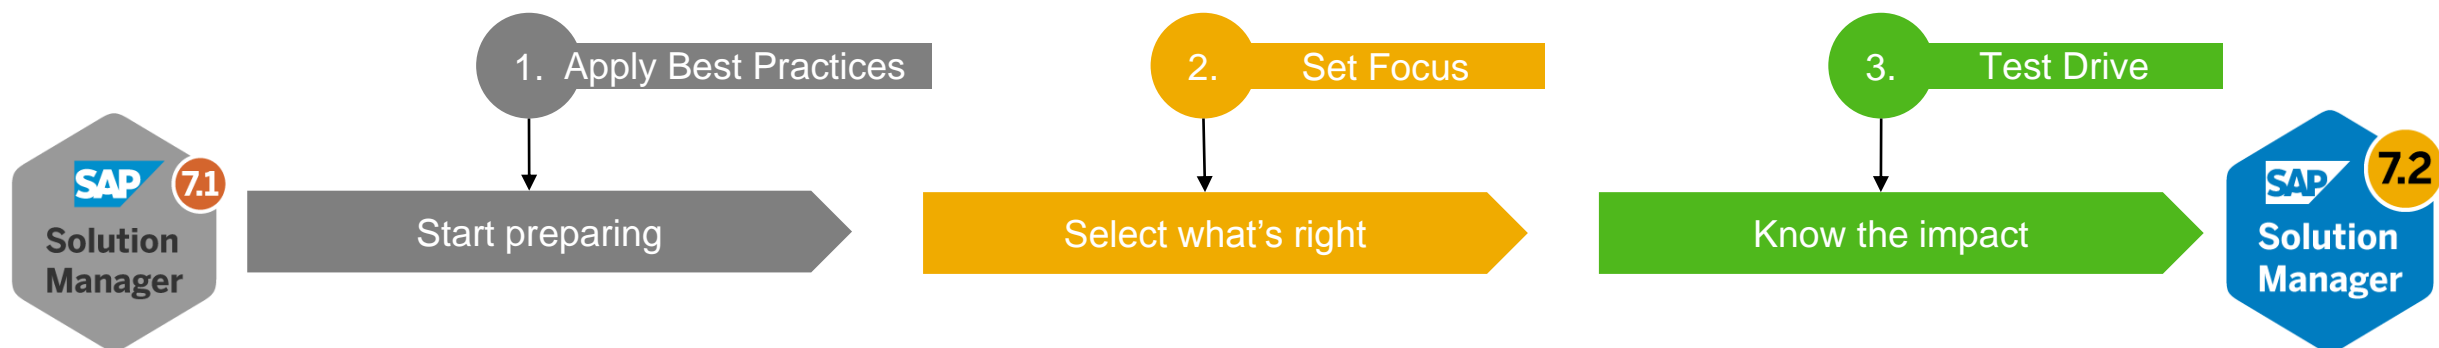 1. Apply Best Practices
2. Set Focus
3. Test Drive
SAP 7.1
Solution
Manager
Start preparing
Select what's right
Know the impact
SAP 7.2
Solution
Manager